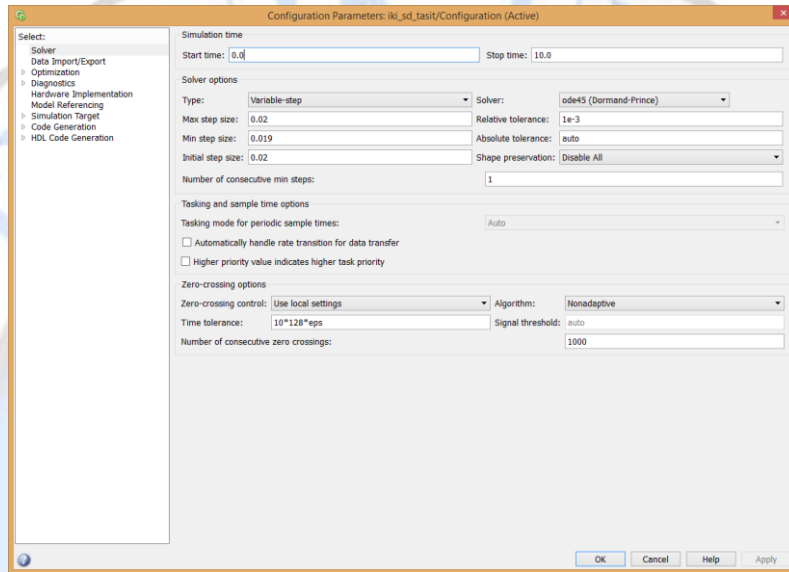 Configuration Parameters: iki_sd_tasit/Configuration (Active)
Select:
Solver
Data Import/Export
Optimization
Diagnostics
Hardware Implementation
Model Referencing
Simulation Target
Code Generation
HDL Code Generation
Simulation time
Start time: 0.0 Stop time: 10.0
Solver options
Type: Variable-step Solver: ode45 (Dormand-Prince)
Max step size: 0.02 Relative tolerance: 1e-3
Min step size: 0.019 Absolute tolerance: auto
Initial step size: 0.02 Shape preservation: Disable All
Number of consecutive min steps: 1
Tasking and sample time options
Tasking mode for periodic sample times: Auto
Automatically handle rate transition for data transfer
Higher priority value indicates higher task priority
Zero-crossing options
Zero-crossing control: Use local settings Algorithm: Nonadaptive
Time tolerance: 10*128*eps Signal threshold: auto
Number of consecutive zero crossings: 1000
OK Cancel Help Apply